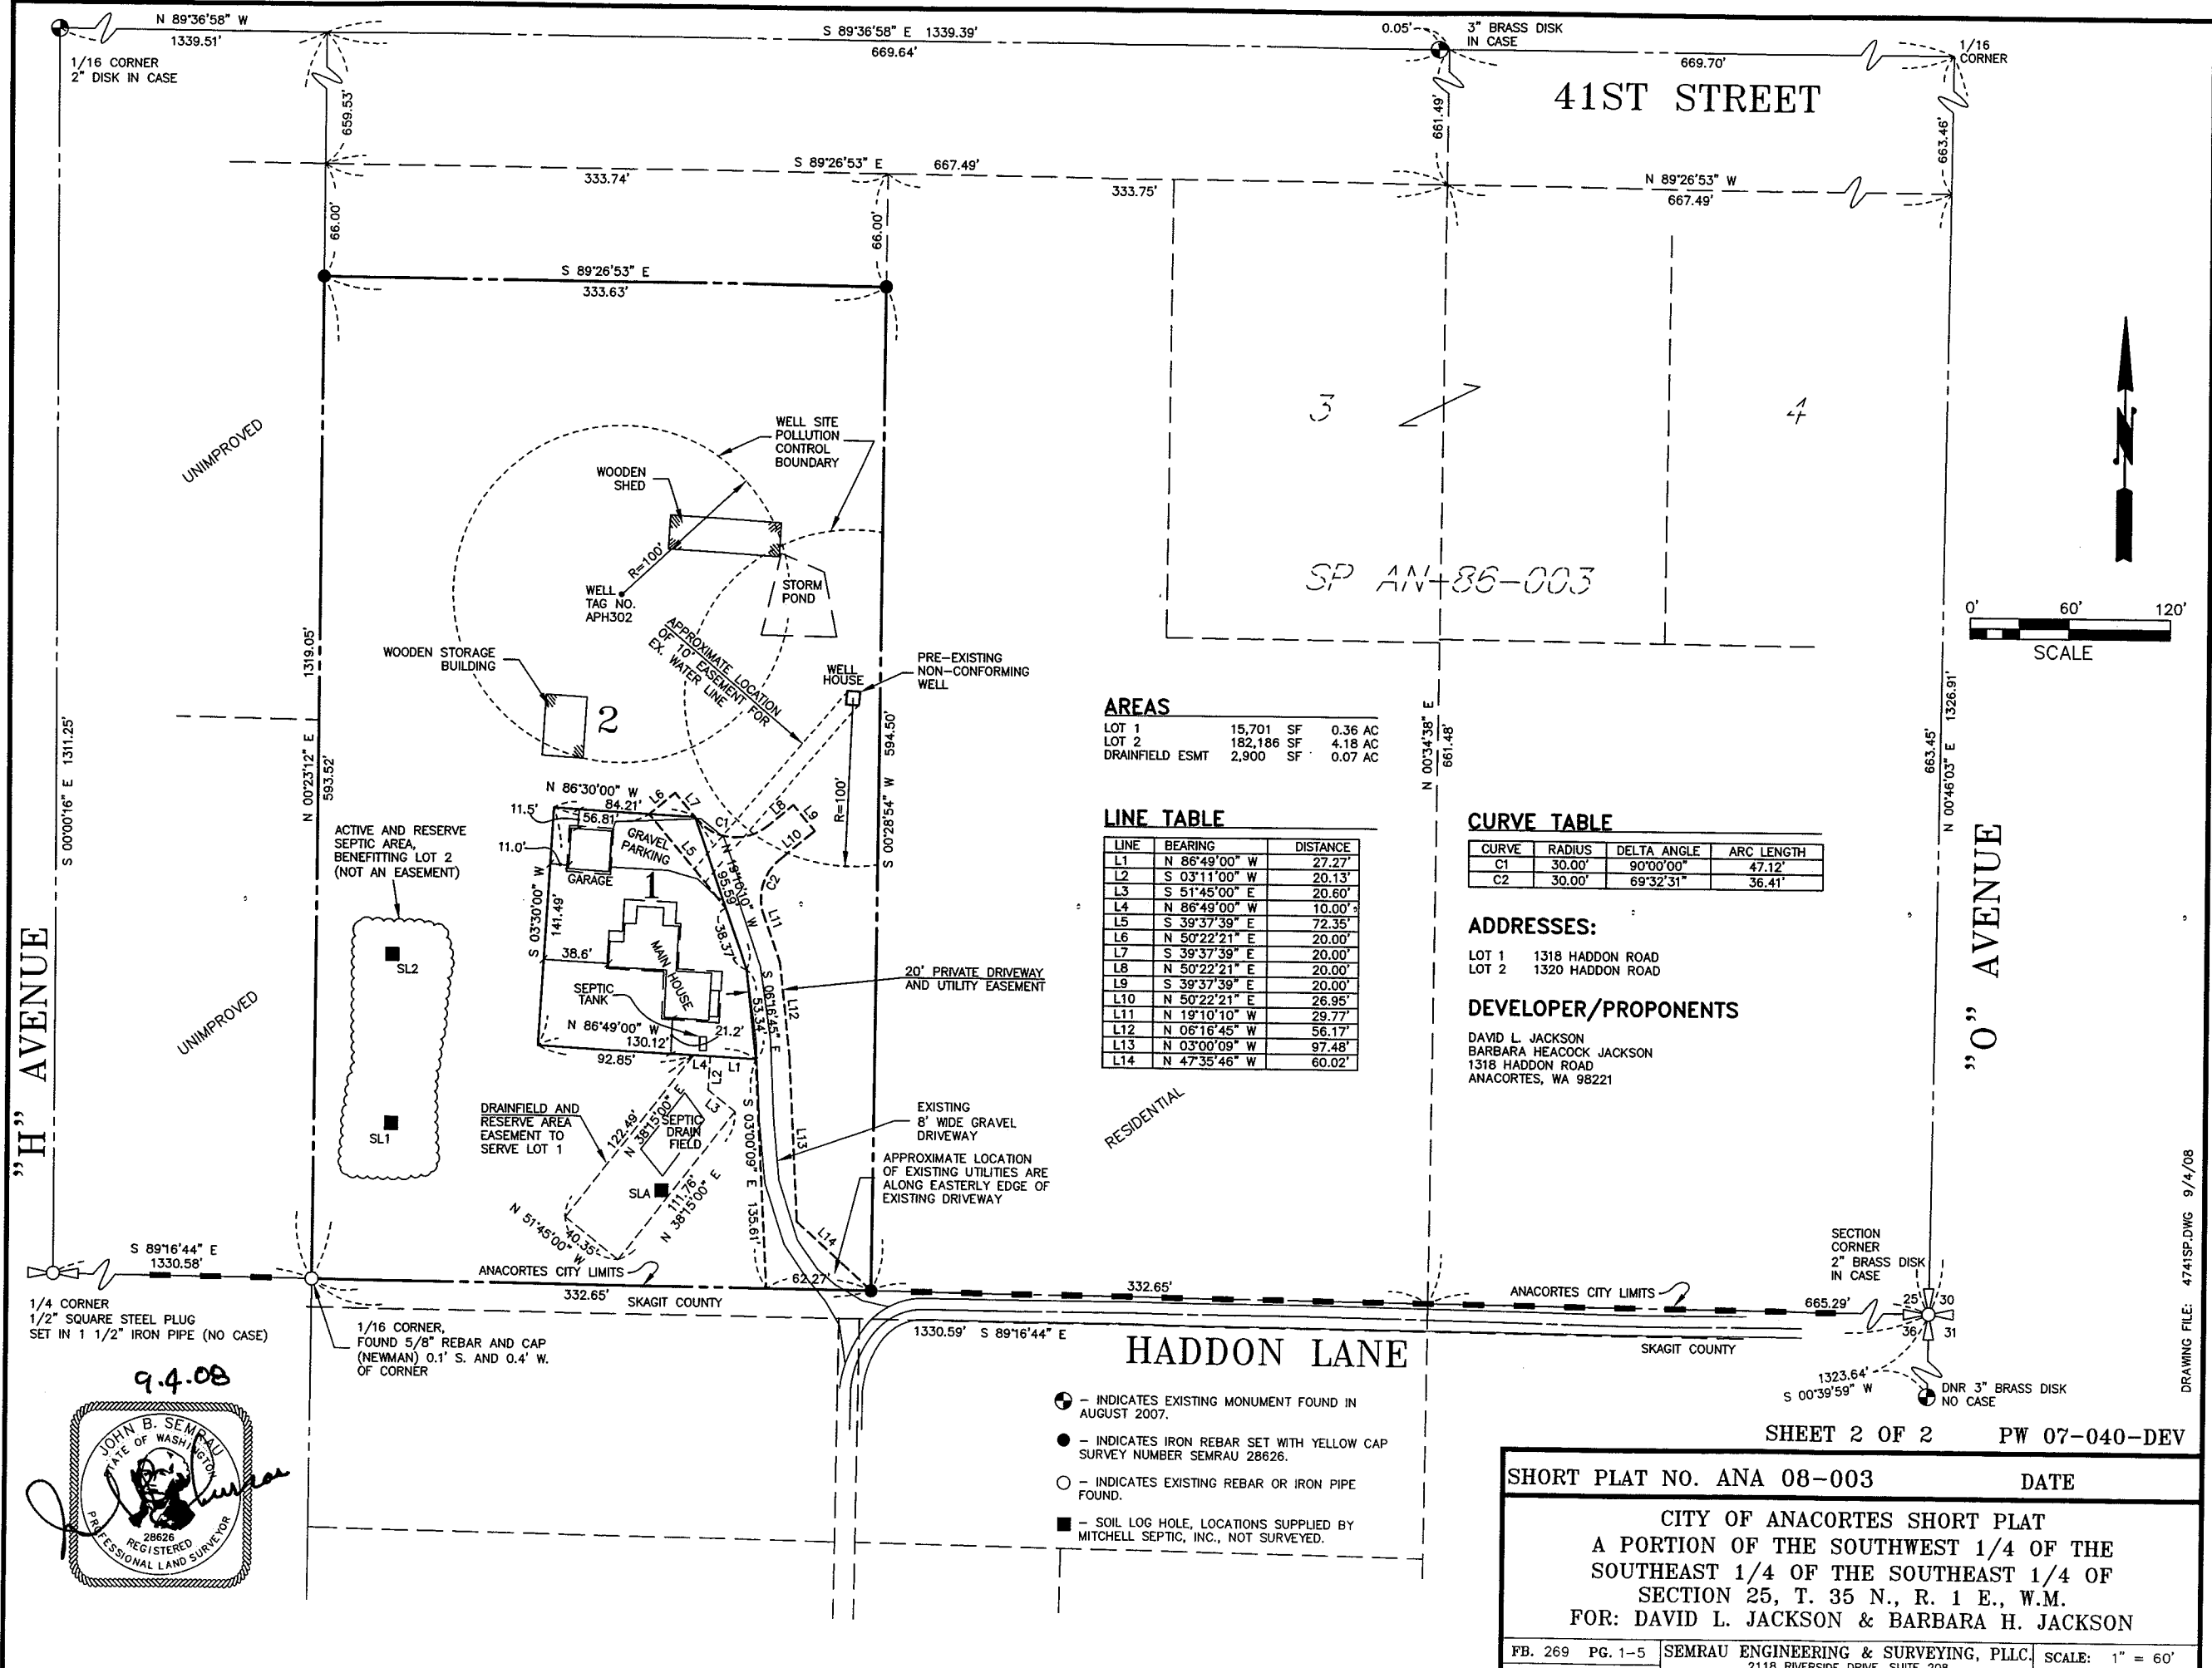 N 89°36'58" W
1339.51'
S 89°36'58" E 1339.39'
669.64'
0.05'
3" BRASS DISK
IN CASE
669.70'
1/16
CORNER
1/16 CORNER
2" DISK IN CASE
41ST STREET
659.53'
661.49'
663.46'
S 89°26'53" E 667.49'
333.74'
333.75'
N 89°26'53" W
667.49'
66.00'
66.00'
S 89°26'53" E
333.63'
UNIMPROVED
WELL SITE
POLLUTION
CONTROL
BOUNDARY
WOODEN
SHED
R=100'
WELL
TAG NO.
APH302
STORM
POND
3
4
SP AN-86-003
N
0' 60' 120'
SCALE
1319.05'
WOODEN STORAGE
BUILDING
2
APPROXIMATE LOCATION
OF 10' EASEMENT FOR
EX. WATER LINE
WELL
HOUSE
PRE-EXISTING
NON-CONFORMING
WELL
S 00°00'16" E 1311.25'
N 00°23'12" E
593.52'
594.50'
S 00°28'54" W
R=100'
N 00°34'38" E
661.48'
663.45'
N 00°46'03" E 1326.91'
AREAS
LOT 1 15,701 SF 0.36 AC
LOT 2 182,186 SF 4.18 AC
DRAINFIELD ESMT 2,900 SF 0.07 AC
LINE TABLE
LINE BEARING DISTANCE
L1 N 86°49'00" W 27.27'
L2 S 03°11'00" W 20.13'
L3 S 51°45'00" E 20.60'
L4 N 86°49'00" W 10.00'
L5 S 39°37'39" E 72.35'
L6 N 50°22'21" E 20.00'
L7 S 39°37'39" E 20.00'
L8 N 50°22'21" E 20.00'
L9 S 39°37'39" E 20.00'
L10 N 50°22'21" E 26.95'
L11 N 19°10'10" W 29.77'
L12 N 06°16'45" W 56.17'
L13 N 03°00'09" W 97.48'
L14 N 47°35'46" W 60.02'
CURVE TABLE
CURVE RADIUS DELTA ANGLE ARC LENGTH
C1 30.00' 90°00'00" 47.12'
C2 30.00' 69°32'31" 36.41'
ADDRESSES:
LOT 1 1318 HADDON ROAD
LOT 2 1320 HADDON ROAD
DEVELOPER/PROPONENTS
DAVID L. JACKSON
BARBARA HEACOCK JACKSON
1318 HADDON ROAD
ANACORTES, WA 98221
"H" AVENUE
"O" AVENUE
ACTIVE AND RESERVE
SEPTIC AREA,
BENEFITTING LOT 2
(NOT AN EASEMENT)
SL2
SL1
UNIMPROVED
N 86°30'00" W
84.21'
11.5'
56.81'
11.0'
GARAGE
GRAVEL
PARKING
L6
L7
L5
C1
L8
L9
L10
C2
L11
N 19°10'10" W
95.59'
38.37'
1
S 03°30'00" W
141.49'
38.6'
MAIN HOUSE
SEPTIC
TANK
N 86°49'00" W
130.12'
21.2'
92.85'
S 06°16'45" E
53.34'
L12
20' PRIVATE DRIVEWAY
AND UTILITY EASEMENT
L4
L2
L1
L3
DRAINFIELD AND
RESERVE AREA
EASEMENT TO
SERVE LOT 1
122.49'
N 38°15'00" E
SEPTIC
DRAIN
FIELD
SLA
111.76'
N 38°15'00" E
N 51°45'00" W
40.35'
S 03°00'09" E 135.61'
L13
L14
EXISTING
8' WIDE GRAVEL
DRIVEWAY
APPROXIMATE LOCATION
OF EXISTING UTILITIES ARE
ALONG EASTERLY EDGE OF
EXISTING DRIVEWAY
RESIDENTIAL
S 89°16'44" E
1330.58'
ANACORTES CITY LIMITS
332.65'
SKAGIT COUNTY
62.27'
332.65'
ANACORTES CITY LIMITS
665.29'
SECTION
CORNER
2" BRASS DISK
IN CASE
25 30
36 31
1330.59' S 89°16'44" E
HADDON LANE
SKAGIT COUNTY
1323.64'
S 00°39'59" W
DNR 3" BRASS DISK
NO CASE
1/4 CORNER
1/2" SQUARE STEEL PLUG
SET IN 1 1/2" IRON PIPE (NO CASE)
1/16 CORNER,
FOUND 5/8" REBAR AND CAP
(NEWMAN) 0.1' S. AND 0.4' W.
OF CORNER
9.4.08
JOHN B. SEMRAU
STATE OF WASHINGTON
28626
REGISTERED
PROFESSIONAL LAND SURVEYOR
– INDICATES EXISTING MONUMENT FOUND IN
AUGUST 2007.
– INDICATES IRON REBAR SET WITH YELLOW CAP
SURVEY NUMBER SEMRAU 28626.
– INDICATES EXISTING REBAR OR IRON PIPE
FOUND.
– SOIL LOG HOLE, LOCATIONS SUPPLIED BY
MITCHELL SEPTIC, INC., NOT SURVEYED.
DRAWING FILE: 4741SP.DWG 9/4/08
SHEET 2 OF 2 PW 07-040-DEV
SHORT PLAT NO. ANA 08-003 DATE
CITY OF ANACORTES SHORT PLAT
A PORTION OF THE SOUTHWEST 1/4 OF THE
SOUTHEAST 1/4 OF THE SOUTHEAST 1/4 OF
SECTION 25, T. 35 N., R. 1 E., W.M.
FOR: DAVID L. JACKSON & BARBARA H. JACKSON
FB. 269 PG. 1-5 SEMRAU ENGINEERING & SURVEYING, PLLC. SCALE: 1" = 60'
2118 RIVERSIDE DRIVE, SUITE 208